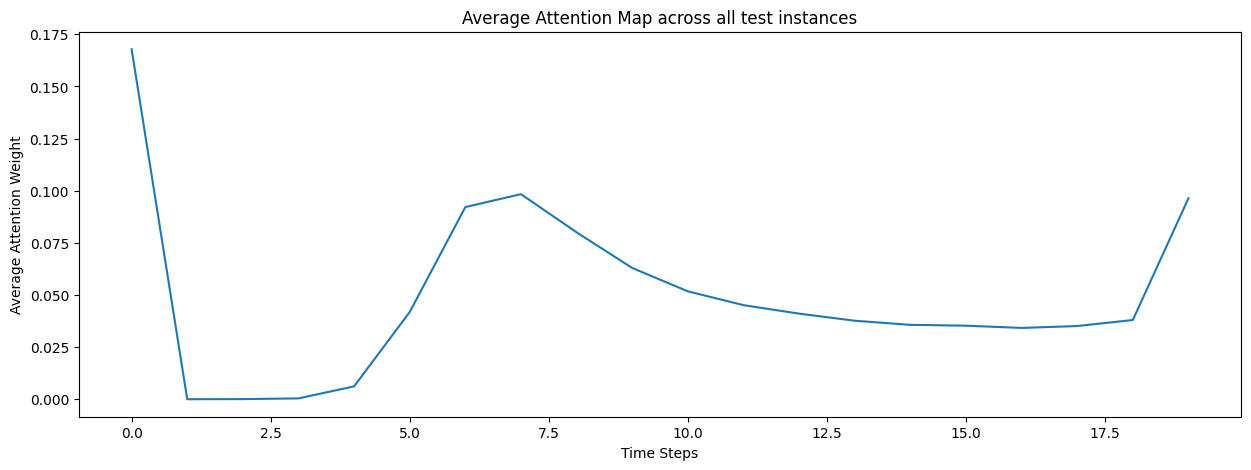 Average Attention Map across all test instances
0.175
0.150
0.125
0.100
0.075
0.050
0.025
0.000
Average Attention Weight
0.0 2.5 5.0 7.5 10.0 12.5 15.0 17.5
Time Steps